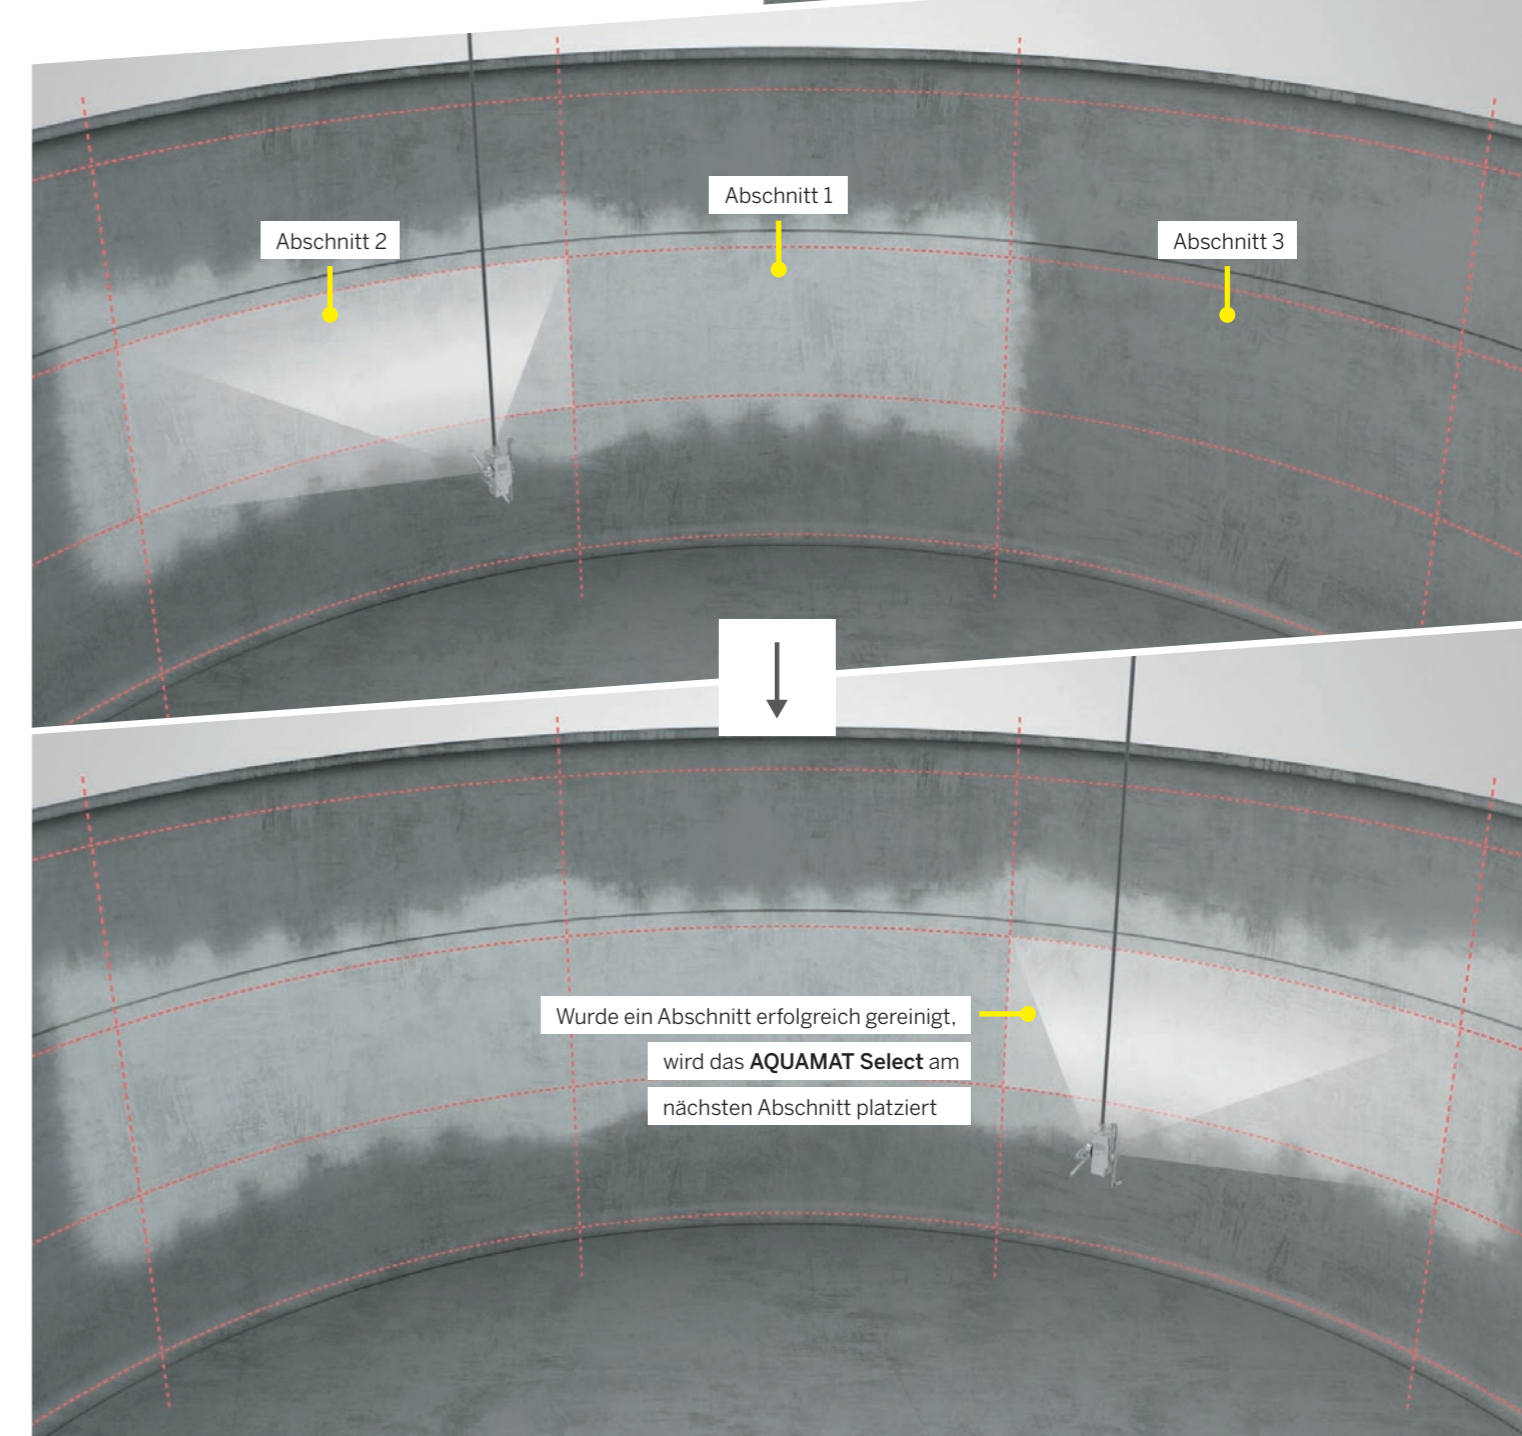 Abschnitt 1
Abschnitt 2
Abschnitt 3
Wurde ein Abschnitt erfolgreich gereinigt,
wird das AQUAMAT Select am
nächsten Abschnitt platziert